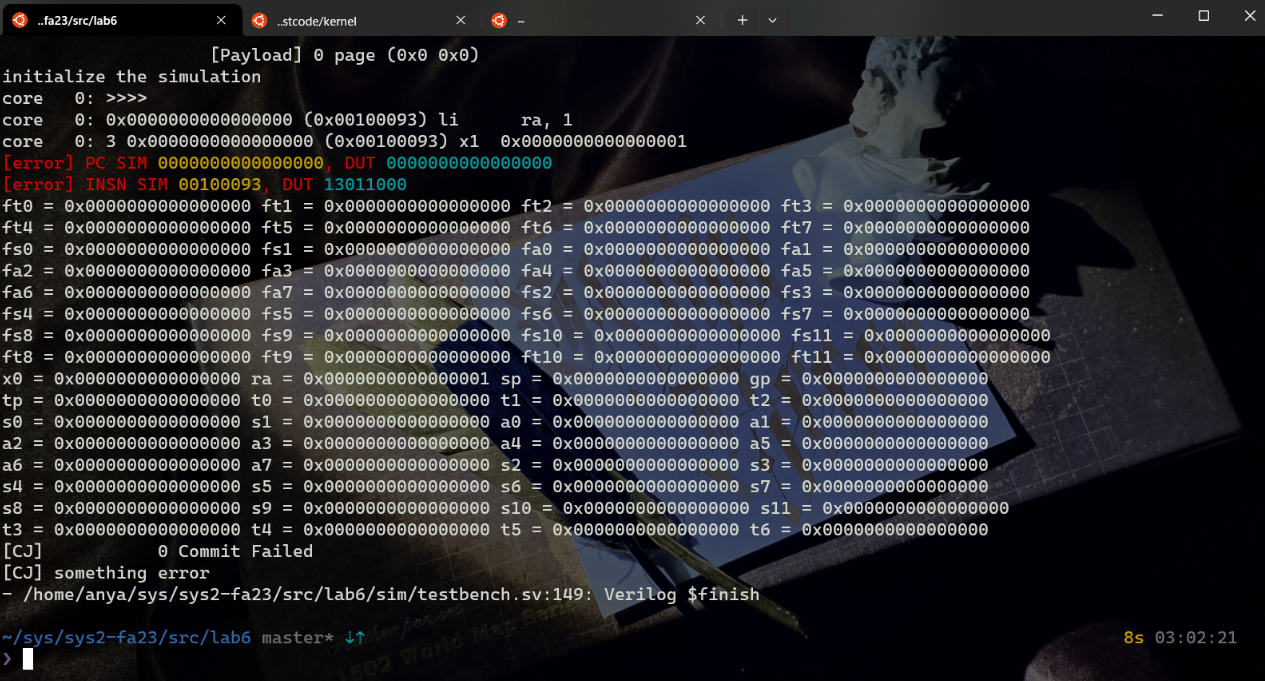 ..fa23/src/lab6
..stcode/kernel
~
[Payload] 0 page (0x0 0x0)
initialize the simulation
core   0: >>>>
core   0: 0x0000000000000000 (0x00100093) li      ra, 1
core   0: 3 0x0000000000000000 (0x00100093) x1  0x0000000000000001
[error] PC SIM 0000000000000000, DUT 0000000000000000
[error] INSN SIM 00100093, DUT 13011000
ft0 = 0x0000000000000000 ft1 = 0x0000000000000000 ft2 = 0x0000000000000000 ft3 = 0x0000000000000000
ft4 = 0x0000000000000000 ft5 = 0x0000000000000000 ft6 = 0x0000000000000000 ft7 = 0x0000000000000000
fs0 = 0x0000000000000000 fs1 = 0x0000000000000000 fa0 = 0x0000000000000000 fa1 = 0x0000000000000000
fa2 = 0x0000000000000000 fa3 = 0x0000000000000000 fa4 = 0x0000000000000000 fa5 = 0x0000000000000000
fa6 = 0x0000000000000000 fa7 = 0x0000000000000000 fs2 = 0x0000000000000000 fs3 = 0x0000000000000000
fs4 = 0x0000000000000000 fs5 = 0x0000000000000000 fs6 = 0x0000000000000000 fs7 = 0x0000000000000000
fs8 = 0x0000000000000000 fs9 = 0x0000000000000000 fs10 = 0x0000000000000000 fs11 = 0x0000000000000000
ft8 = 0x0000000000000000 ft9 = 0x0000000000000000 ft10 = 0x0000000000000000 ft11 = 0x0000000000000000
x0 = 0x0000000000000000 ra = 0x0000000000000001 sp = 0x0000000000000000 gp = 0x0000000000000000
tp = 0x0000000000000000 t0 = 0x0000000000000000 t1 = 0x0000000000000000 t2 = 0x0000000000000000
s0 = 0x0000000000000000 s1 = 0x0000000000000000 a0 = 0x0000000000000000 a1 = 0x0000000000000000
a2 = 0x0000000000000000 a3 = 0x0000000000000000 a4 = 0x0000000000000000 a5 = 0x0000000000000000
a6 = 0x0000000000000000 a7 = 0x0000000000000000 s2 = 0x0000000000000000 s3 = 0x0000000000000000
s4 = 0x0000000000000000 s5 = 0x0000000000000000 s6 = 0x0000000000000000 s7 = 0x0000000000000000
s8 = 0x0000000000000000 s9 = 0x0000000000000000 s10 = 0x0000000000000000 s11 = 0x0000000000000000
t3 = 0x0000000000000000 t4 = 0x0000000000000000 t5 = 0x0000000000000000 t6 = 0x0000000000000000
[CJ]           0 Commit Failed
[CJ] something error
- /home/anya/sys/sys2-fa23/src/lab6/sim/testbench.sv:149: Verilog $finish
~/sys/sys2-fa23/src/lab6 master* ⇣⇡ 8s 03:02:21
❯
1502 World Map Series